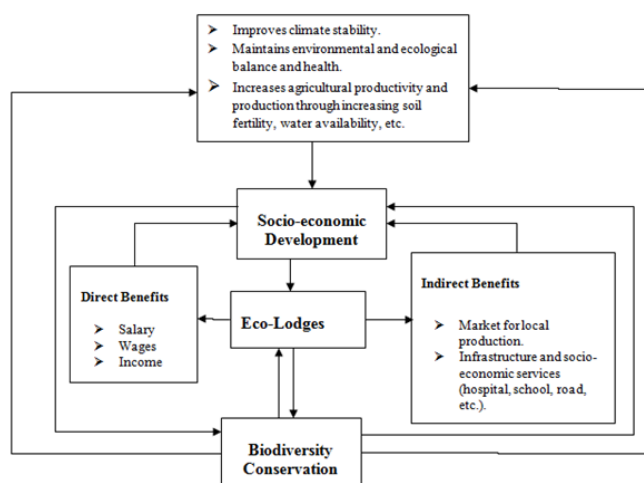 ➢ Improves climate stability.
➢ Maintains environmental and ecological
balance and health.
➢ Increases agricultural productivity and
production through increasing soil
fertility, water availability, etc.
Socio-economic
Development
Direct Benefits
➢ Salary
➢ Wages
➢ Income
Eco-Lodges
Indirect Benefits
➢ Market for local
production.
➢ Infrastructure and socio-
economic services
(hospital, school, road,
etc.).
Biodiversity
Conservation